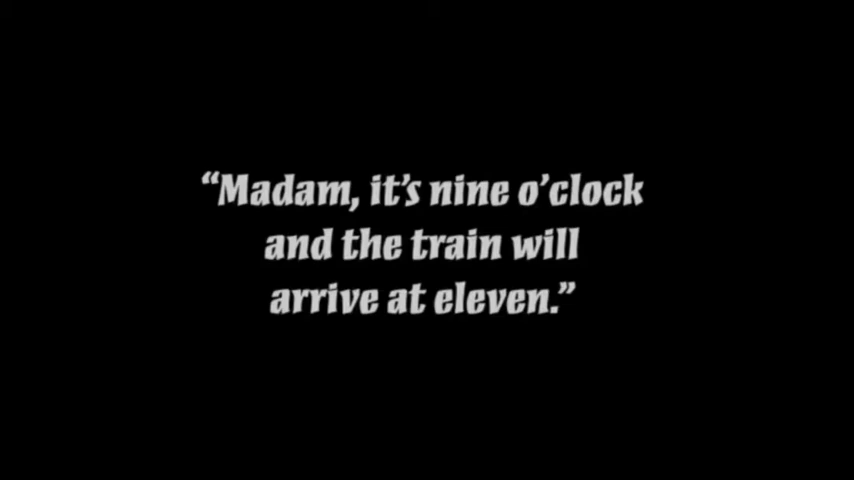 “Madam, it’s nine o’clock
and the train will
arrive at eleven.”